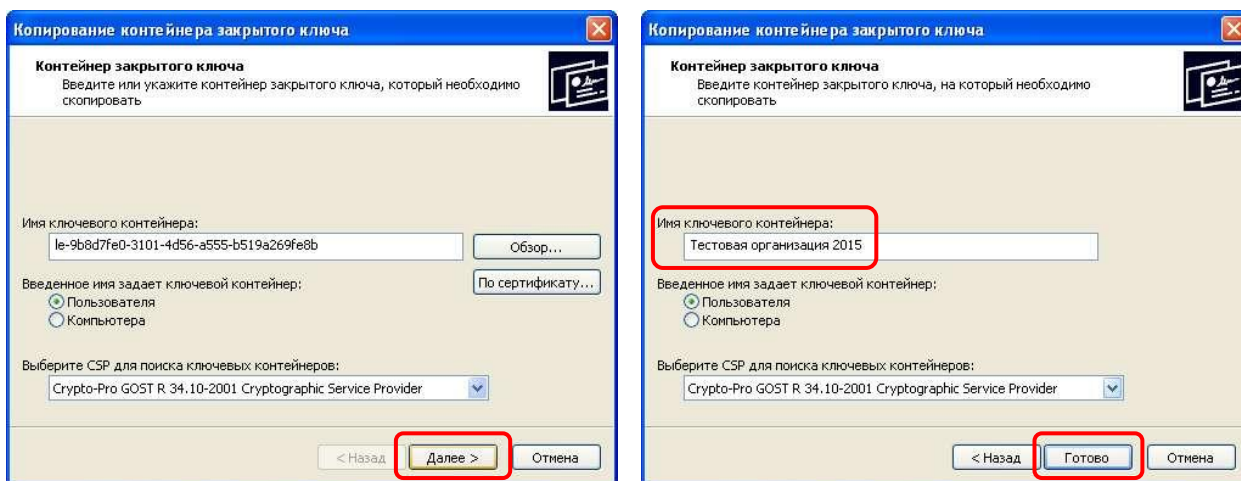 Копирование контейнера закрытого ключа
Контейнер закрытого ключа
Введите или укажите контейнер закрытого ключа, который необходимо
скопировать
Имя ключевого контейнера:
le-9b8d7fe0-3101-4d56-a555-b519a269fe8b
Обзор...
Введенное имя задает ключевой контейнер:
По сертификату...
Пользователя
Компьютера
Выберите CSP для поиска ключевых контейнеров:
Crypto-Pro GOST R 34.10-2001 Cryptographic Service Provider
< Назад
Далее >
Отмена
Копирование контейнера закрытого ключа
Контейнер закрытого ключа
Введите контейнер закрытого ключа, на который необходимо
скопировать
Имя ключевого контейнера:
Тестовая организация 2015
Введенное имя задает ключевой контейнер:
Пользователя
Компьютера
Выберите CSP для поиска ключевых контейнеров:
Crypto-Pro GOST R 34.10-2001 Cryptographic Service Provider
< Назад
Готово
Отмена